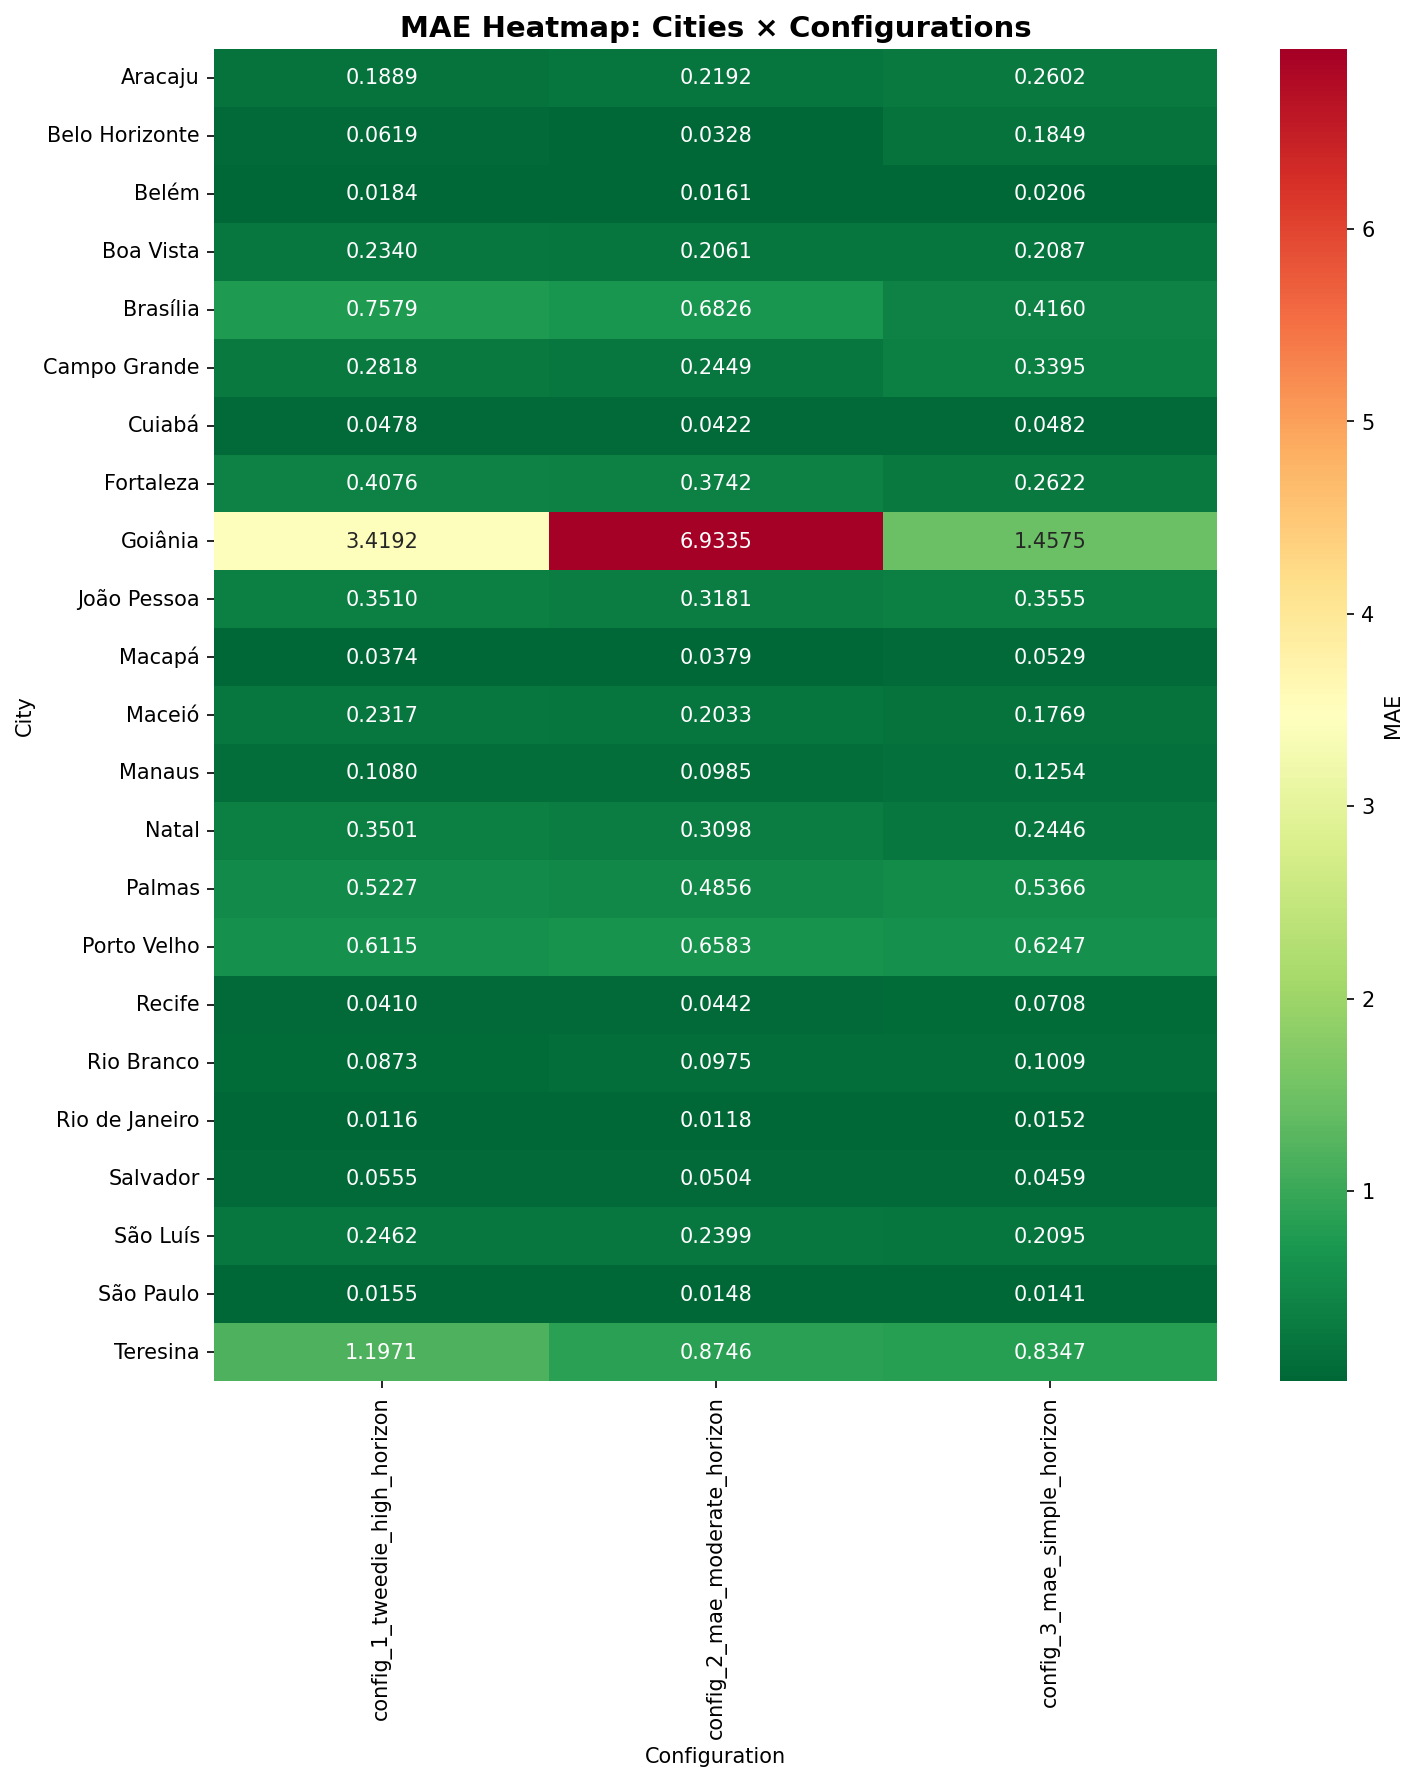 MAE Heatmap: Cities × Configurations
Aracaju 0.1889 0.2192 0.2602
Belo Horizonte 0.0619 0.0328 0.1849
Belém 0.0184 0.0161 0.0206
Boa Vista 0.2340 0.2061 0.2087
Brasília 0.7579 0.6826 0.4160
Campo Grande 0.2818 0.2449 0.3395
Cuiabá 0.0478 0.0422 0.0482
Fortaleza 0.4076 0.3742 0.2622
Goiânia 3.4192 6.9335 1.4575
João Pessoa 0.3510 0.3181 0.3555
Macapá 0.0374 0.0379 0.0529
Maceió 0.2317 0.2033 0.1769
Manaus 0.1080 0.0985 0.1254
Natal 0.3501 0.3098 0.2446
Palmas 0.5227 0.4856 0.5366
Porto Velho 0.6115 0.6583 0.6247
Recife 0.0410 0.0442 0.0708
Rio Branco 0.0873 0.0975 0.1009
Rio de Janeiro 0.0116 0.0118 0.0152
Salvador 0.0555 0.0504 0.0459
São Luís 0.2462 0.2399 0.2095
São Paulo 0.0155 0.0148 0.0141
Teresina 1.1971 0.8746 0.8347
City
config_1_tweedie_high_horizon
config_2_mae_moderate_horizon
config_3_mae_simple_horizon
Configuration
6
5
4
3
2
1
MAE